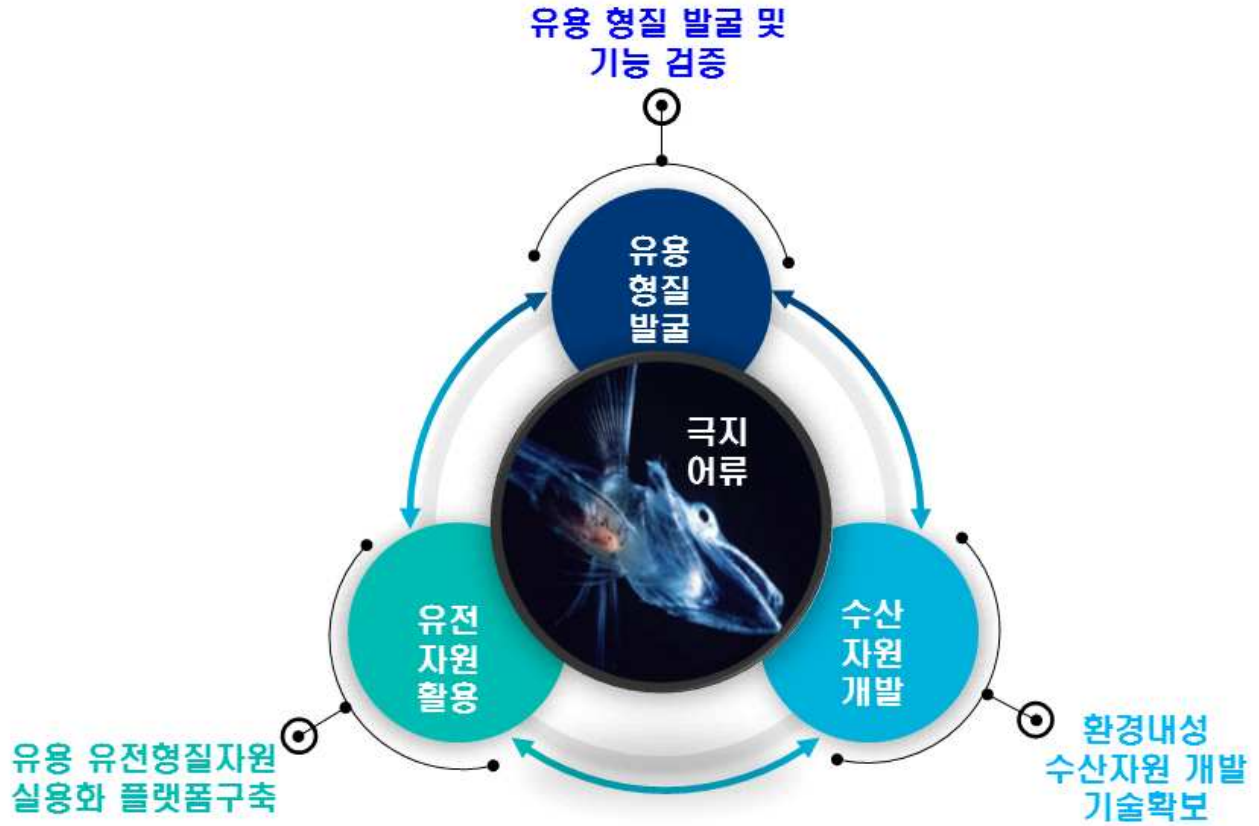 유용 형질 발굴 및
기능 검증
유용
형질
발굴
극지
어류
유전
자원
활용
수산
자원
개발
유용 유전형질자원
실용화 플랫폼구축
환경내성
수산자원 개발
기술확보